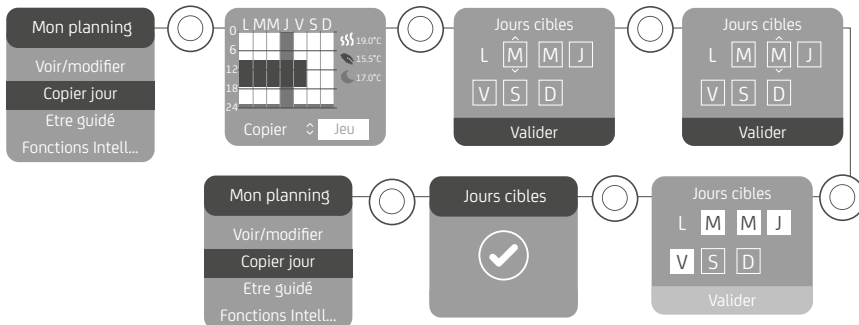 Mon planning
Voir/modifier
Copier jour
Etre guidé
Fonctions Intell...
L M M J V S D
0
6
12
18
24
19.0°C
15.5°C
17.0°C
Copier Jeu
Jours cibles
L M M J
V S D
Valider
Jours cibles
L M M J
V S D
Valider
Mon planning
Voir/modifier
Copier jour
Etre guidé
Fonctions Intell...
Jours cibles
Jours cibles
L M M J
V S D
Valider